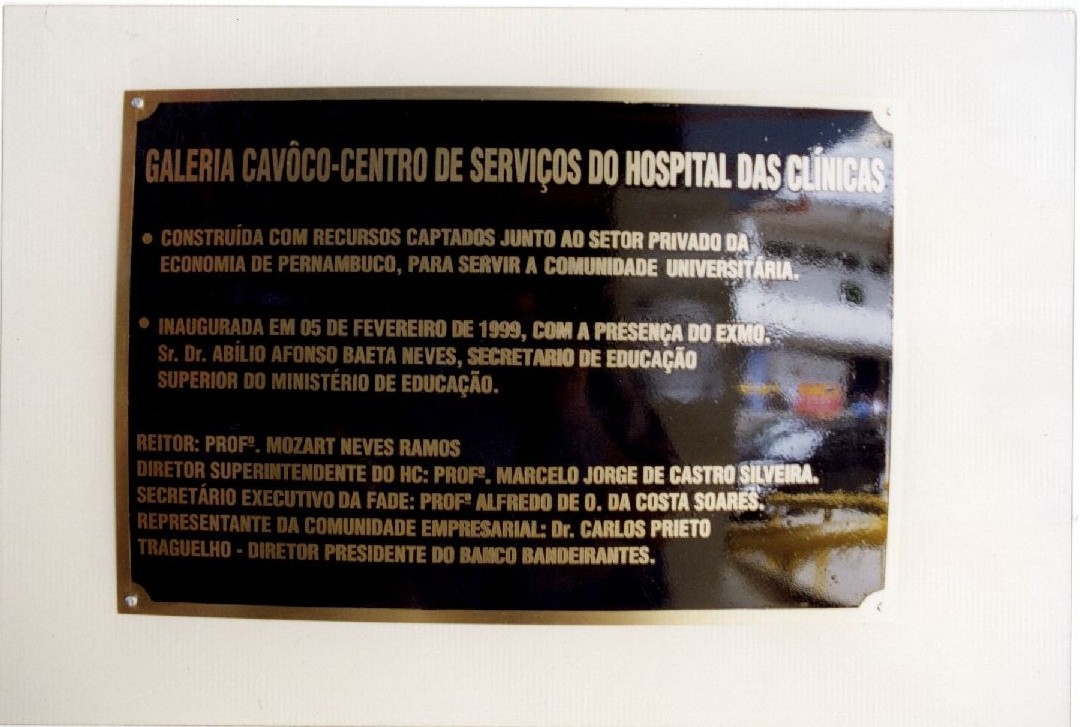 GALERIA CAVÔCO-CENTRO DE SERVIÇOS DO HOSPITAL DAS CLÍNICAS
• CONSTRUÍDA COM RECURSOS CAPTADOS JUNTO AO SETOR PRIVADO DA
ECONOMIA DE PERNAMBUCO, PARA SERVIR A COMUNIDADE UNIVERSITÁRIA.
• INAUGURADA EM 05 DE FEVEREIRO DE 1999, COM A PRESENÇA DO EXMO.
Sr. Dr. ABÍLIO AFONSO BAETA NEVES, SECRETARIO DE EDUCAÇÃO
SUPERIOR DO MINISTÉRIO DE EDUCAÇÃO.
REITOR: PROFº. MOZART NEVES RAMOS
DIRETOR SUPERINTENDENTE DO HC: PROFº. MARCELO JORGE DE CASTRO SILVEIRA.
SECRETÁRIO EXECUTIVO DA FADE: PROFº ALFREDO DE O. DA COSTA SOARES.
REPRESENTANTE DA COMUNIDADE EMPRESARIAL: Dr. CARLOS PRIETO
TRAGUELHO - DIRETOR PRESIDENTE DO BANCO BANDEIRANTES.